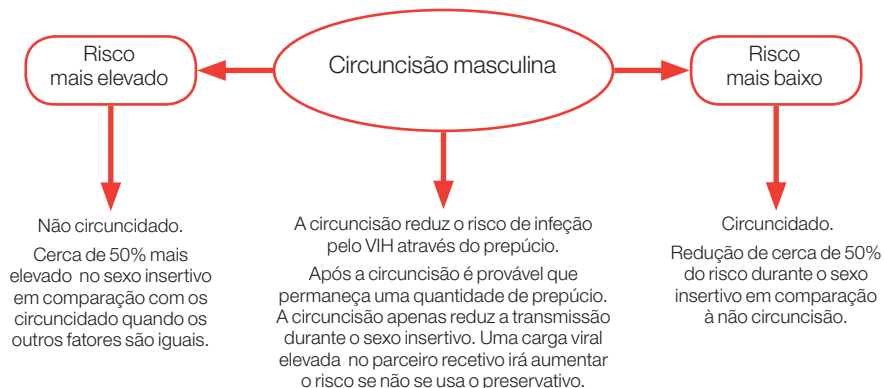 Risco
mais elevado
Circuncisão masculina
Risco
mais baixo
Não circuncidado.
Cerca de 50% mais
elevado no sexo insertivo
em comparação com os
circuncidado quando os
outros fatores são iguais.
A circuncisão reduz o risco de infeção
pelo VIH através do prepúcio.
Após a circuncisão é provável que
permaneça uma quantidade de prepúcio.
A circuncisão apenas reduz a transmissão
durante o sexo insertivo. Uma carga viral
elevada no parceiro recetivo irá aumentar
o risco se não se usa o preservativo.
Circuncidado.
Redução de cerca de 50%
do risco durante o sexo
insertivo em comparação
à não circuncisão.